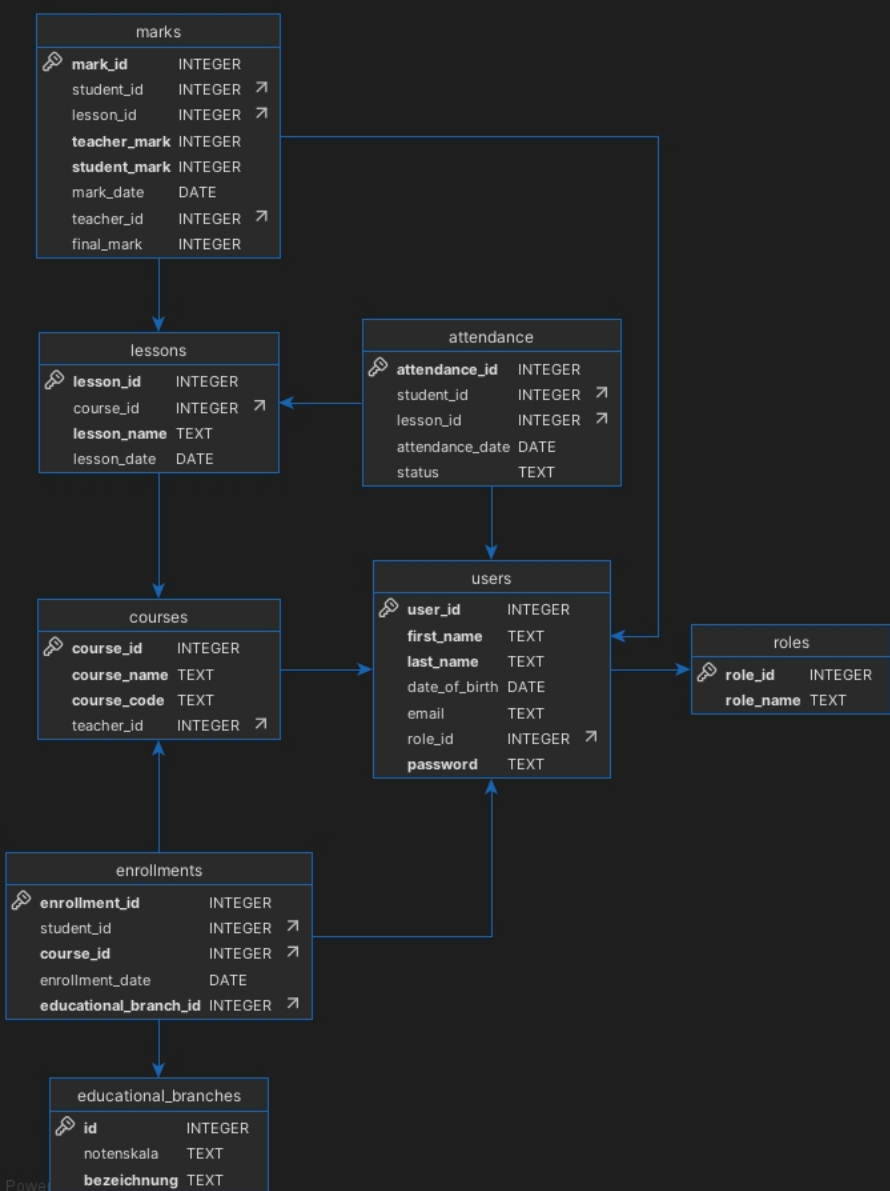 marks
mark_id INTEGER
student_id INTEGER
lesson_id INTEGER
teacher_mark INTEGER
student_mark INTEGER
mark_date DATE
teacher_id INTEGER
final_mark INTEGER
lessons
lesson_id INTEGER
course_id INTEGER
lesson_name TEXT
lesson_date DATE
attendance
attendance_id INTEGER
student_id INTEGER
lesson_id INTEGER
attendance_date DATE
status TEXT
courses
course_id INTEGER
course_name TEXT
course_code TEXT
teacher_id INTEGER
users
user_id INTEGER
first_name TEXT
last_name TEXT
date_of_birth DATE
email TEXT
role_id INTEGER
password TEXT
roles
role_id INTEGER
role_name TEXT
enrollments
enrollment_id INTEGER
student_id INTEGER
course_id INTEGER
enrollment_date DATE
educational_branch_id INTEGER
educational_branches
id INTEGER
notenskala TEXT
bezeichnung TEXT